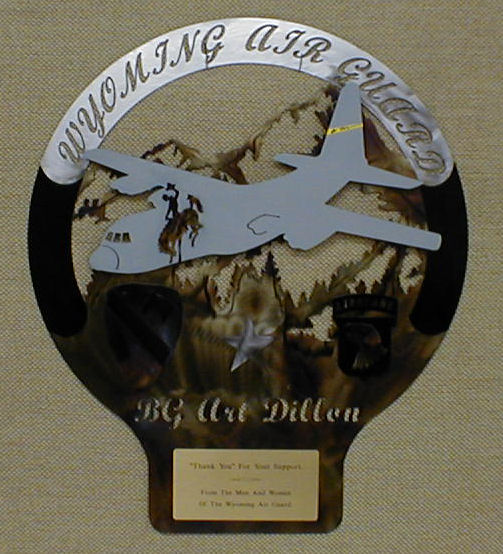 WYOMING AIR GUARD
AIRBORNE
BG Art Dillon
"Thank You" For Your Support
From The Men And Women
Of The Wyoming Air Guard